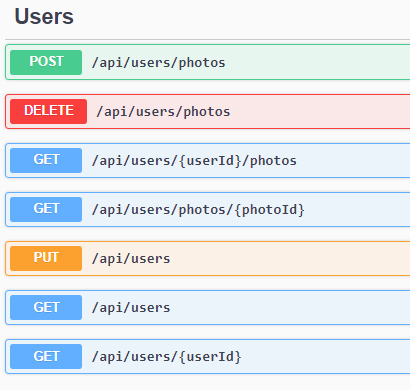 Users
POST /api/users/photos
DELETE /api/users/photos
GET /api/users/{userId}/photos
GET /api/users/photos/{photoId}
PUT /api/users
GET /api/users
GET /api/users/{userId}